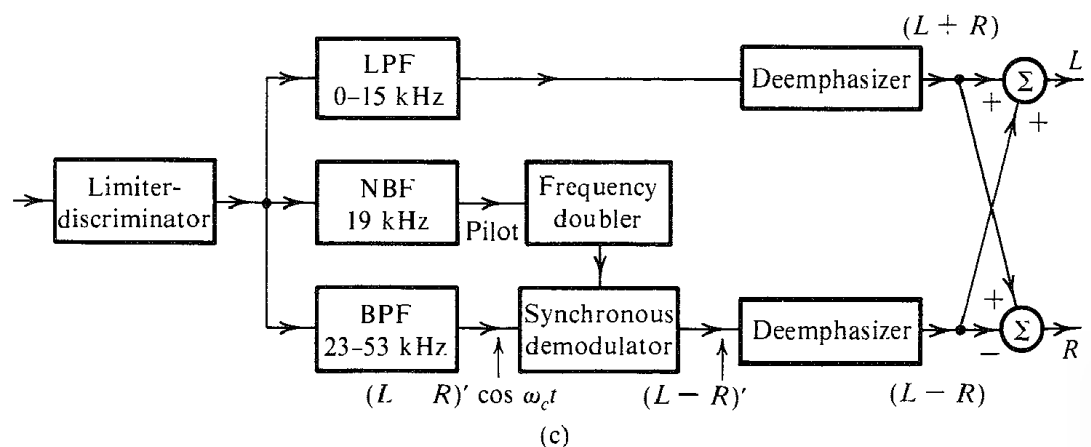 (L + R)
LPF
0–15 kHz
Deemphasizer
Σ
L
+
+
Limiter-
discriminator
NBF
19 kHz
Pilot
Frequency
doubler
BPF
23–53 kHz
Synchronous
demodulator
Deemphasizer
+
Σ
−
R
(L R)′ cos ω_c t
(L − R)′
(L − R)
(c)